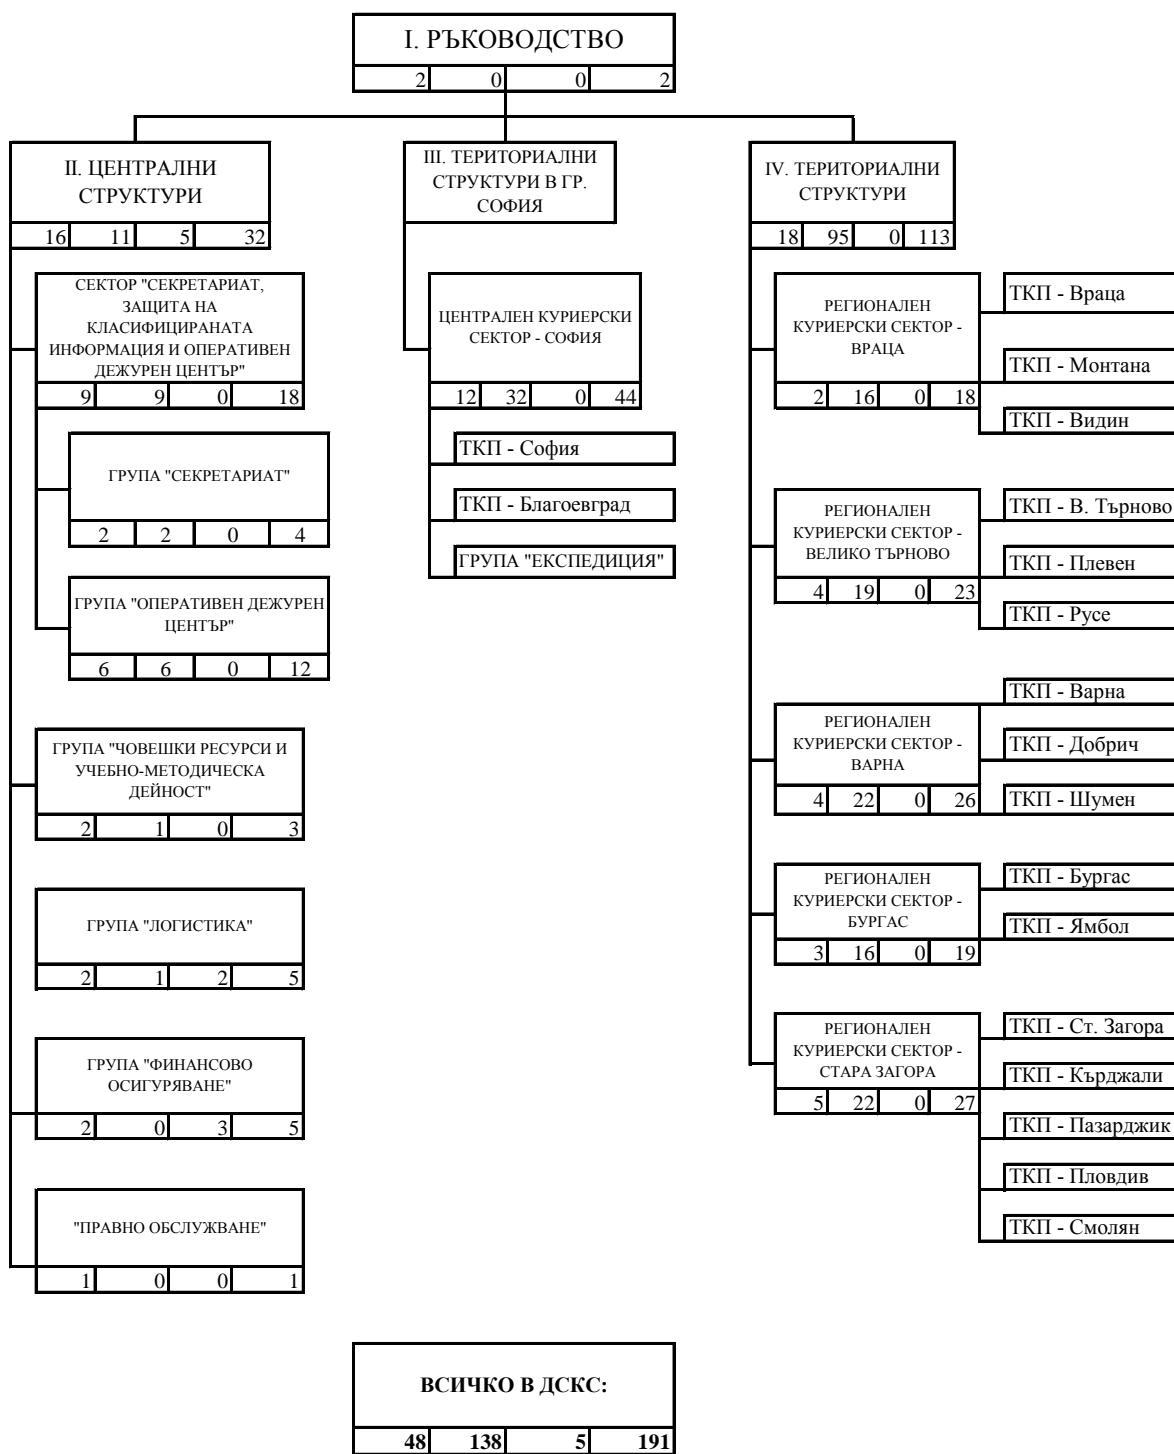 I. РЪКОВОДСТВО
2 0 0 2
II. ЦЕНТРАЛНИ
СТРУКТУРИ
16 11 5 32
СЕКТОР "СЕКРЕТАРИАТ,
ЗАЩИТА НА
КЛАСИФИЦИРАНАТА
ИНФОРМАЦИЯ И ОПЕРАТИВЕН
ДЕЖУРЕН ЦЕНТЪР"
9 9 0 18
ГРУПА "СЕКРЕТАРИАТ"
2 2 0 4
ГРУПА "ОПЕРАТИВЕН ДЕЖУРЕН
ЦЕНТЪР"
6 6 0 12
ГРУПА "ЧОВЕШКИ РЕСУРСИ И
УЧЕБНО-МЕТОДИЧЕСКА
ДЕЙНОСТ"
2 1 0 3
ГРУПА "ЛОГИСТИКА"
2 1 2 5
ГРУПА "ФИНАНСОВО
ОСИГУРЯВАНЕ"
2 0 3 5
"ПРАВНО ОБСЛУЖВАНЕ"
1 0 0 1
III. ТЕРИТОРИАЛНИ
СТРУКТУРИ В ГР.
СОФИЯ
ЦЕНТРАЛЕН КУРИЕРСКИ
СЕКТОР - СОФИЯ
12 32 0 44
ТКП - София
ТКП - Благоевград
ГРУПА "ЕКСПЕДИЦИЯ"
IV. ТЕРИТОРИАЛНИ
СТРУКТУРИ
18 95 0 113
РЕГИОНАЛЕН
КУРИЕРСКИ СЕКТОР -
ВРАЦА
2 16 0 18
ТКП - Враца
ТКП - Монтана
ТКП - Видин
РЕГИОНАЛЕН
КУРИЕРСКИ СЕКТОР -
ВЕЛИКО ТЪРНОВО
4 19 0 23
ТКП - В. Търново
ТКП - Плевен
ТКП - Русе
РЕГИОНАЛЕН
КУРИЕРСКИ СЕКТОР -
ВАРНА
4 22 0 26
ТКП - Варна
ТКП - Добрич
ТКП - Шумен
РЕГИОНАЛЕН
КУРИЕРСКИ СЕКТОР -
БУРГАС
3 16 0 19
ТКП - Бургас
ТКП - Ямбол
РЕГИОНАЛЕН
КУРИЕРСКИ СЕКТОР -
СТАРА ЗАГОРА
5 22 0 27
ТКП - Ст. Загора
ТКП - Кърджали
ТКП - Пазарджик
ТКП - Пловдив
ТКП - Смолян
ВСИЧКО В ДСКС:
48 138 5 191